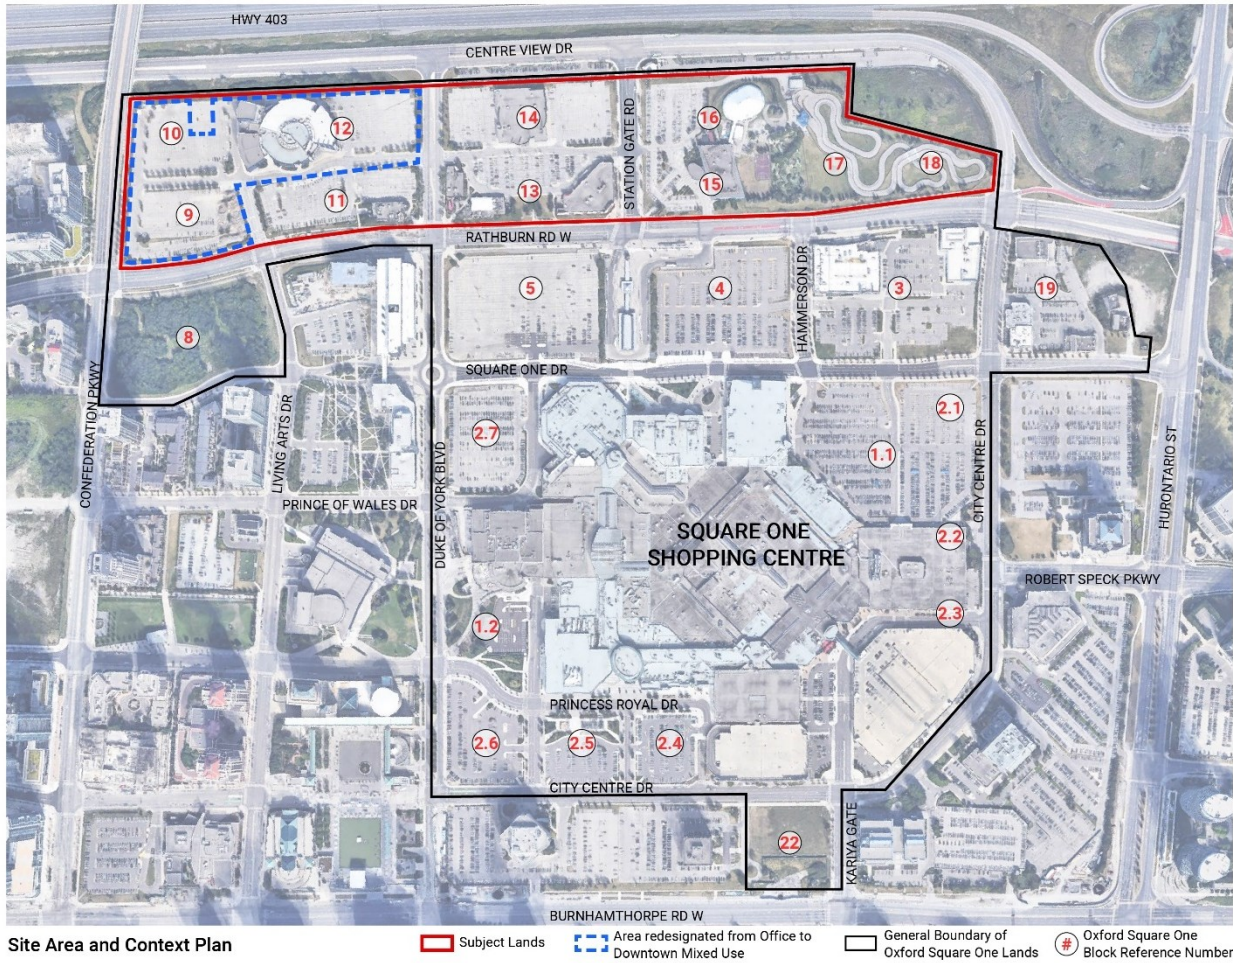 HWY 403
CENTRE VIEW DR
10
12
14
16
STATION GATE RD
17
18
13
15
11
9
RATHBURN RD W
HAMMERSON DR
5
4
3
19
8
SQUARE ONE DR
CONFEDERATION PKWY
LIVING ARTS DR
2.7
2.1
1.1
CITY CENTRE DR
HURONTARIO ST
DUKE OF YORK BLVD
PRINCE OF WALES DR
SQUARE ONE
SHOPPING CENTRE
2.2
ROBERT SPECK PKWY
2.3
1.2
PRINCESS ROYAL DR
2.6
2.5
2.4
CITY CENTRE DR
22
KARIYA GATE
BURNHAMTHORPE RD W
Site Area and Context Plan
Subject Lands
Area redesignated from Office to
Downtown Mixed Use
General Boundary of
Oxford Square One Lands
#
Oxford Square One
Block Reference Number